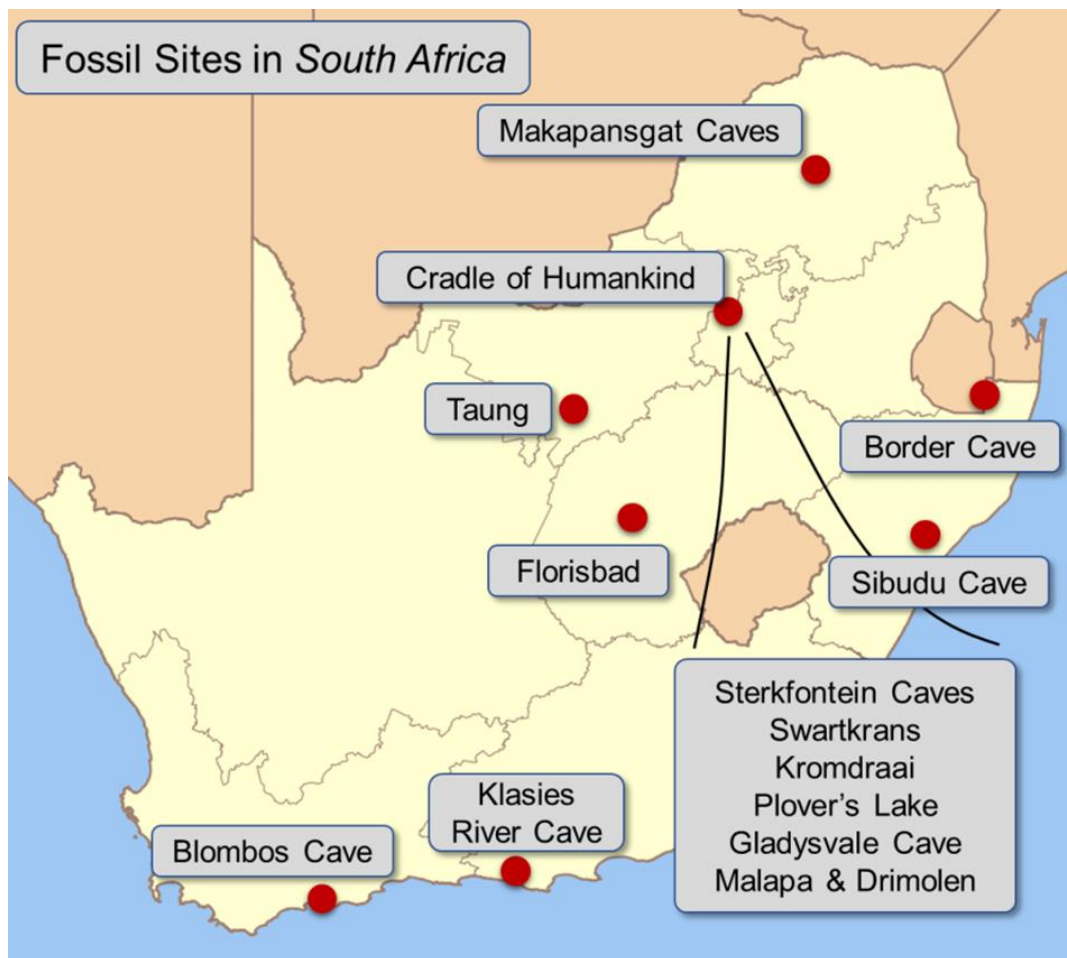 Fossil Sites in South Africa
Makapansgat Caves
Cradle of Humankind
Taung
Border Cave
Florisbad
Sibudu Cave
Sterkfontein Caves
Swartkrans
Kromdraai
Plover’s Lake
Gladysvale Cave
Malapa & Drimolen
Klasies
River Cave
Blombos Cave